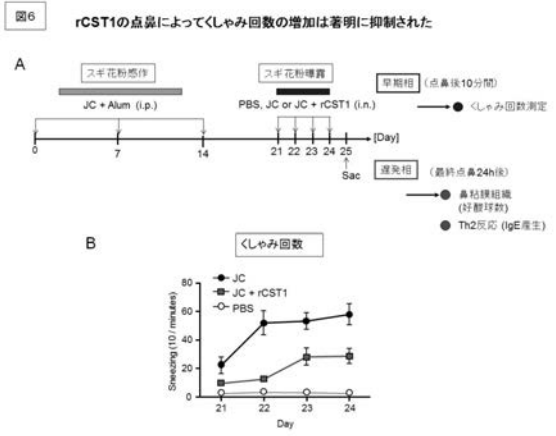 図6
rCST1の点鼻によってくしゃみ回数の増加は著明に抑制された
A
スギ花粉感作
JC + Alum (i.p.)
スギ花粉曝露
PBS, JC or JC + rCST1 (i.n.)
0 7 14 21 22 23 24 25 [Day]
Sac
早期相 (点鼻後10分間)
くしゃみ回数測定
遅発相 (最終点鼻24h後)
鼻粘膜組織
(好酸球数)
Th2反応 (IgE産生)
B
くしゃみ回数
JC
JC + rCST1
PBS
Sneezing (10 / minutes)
80
60
40
20
0
21 22 23 24
Day